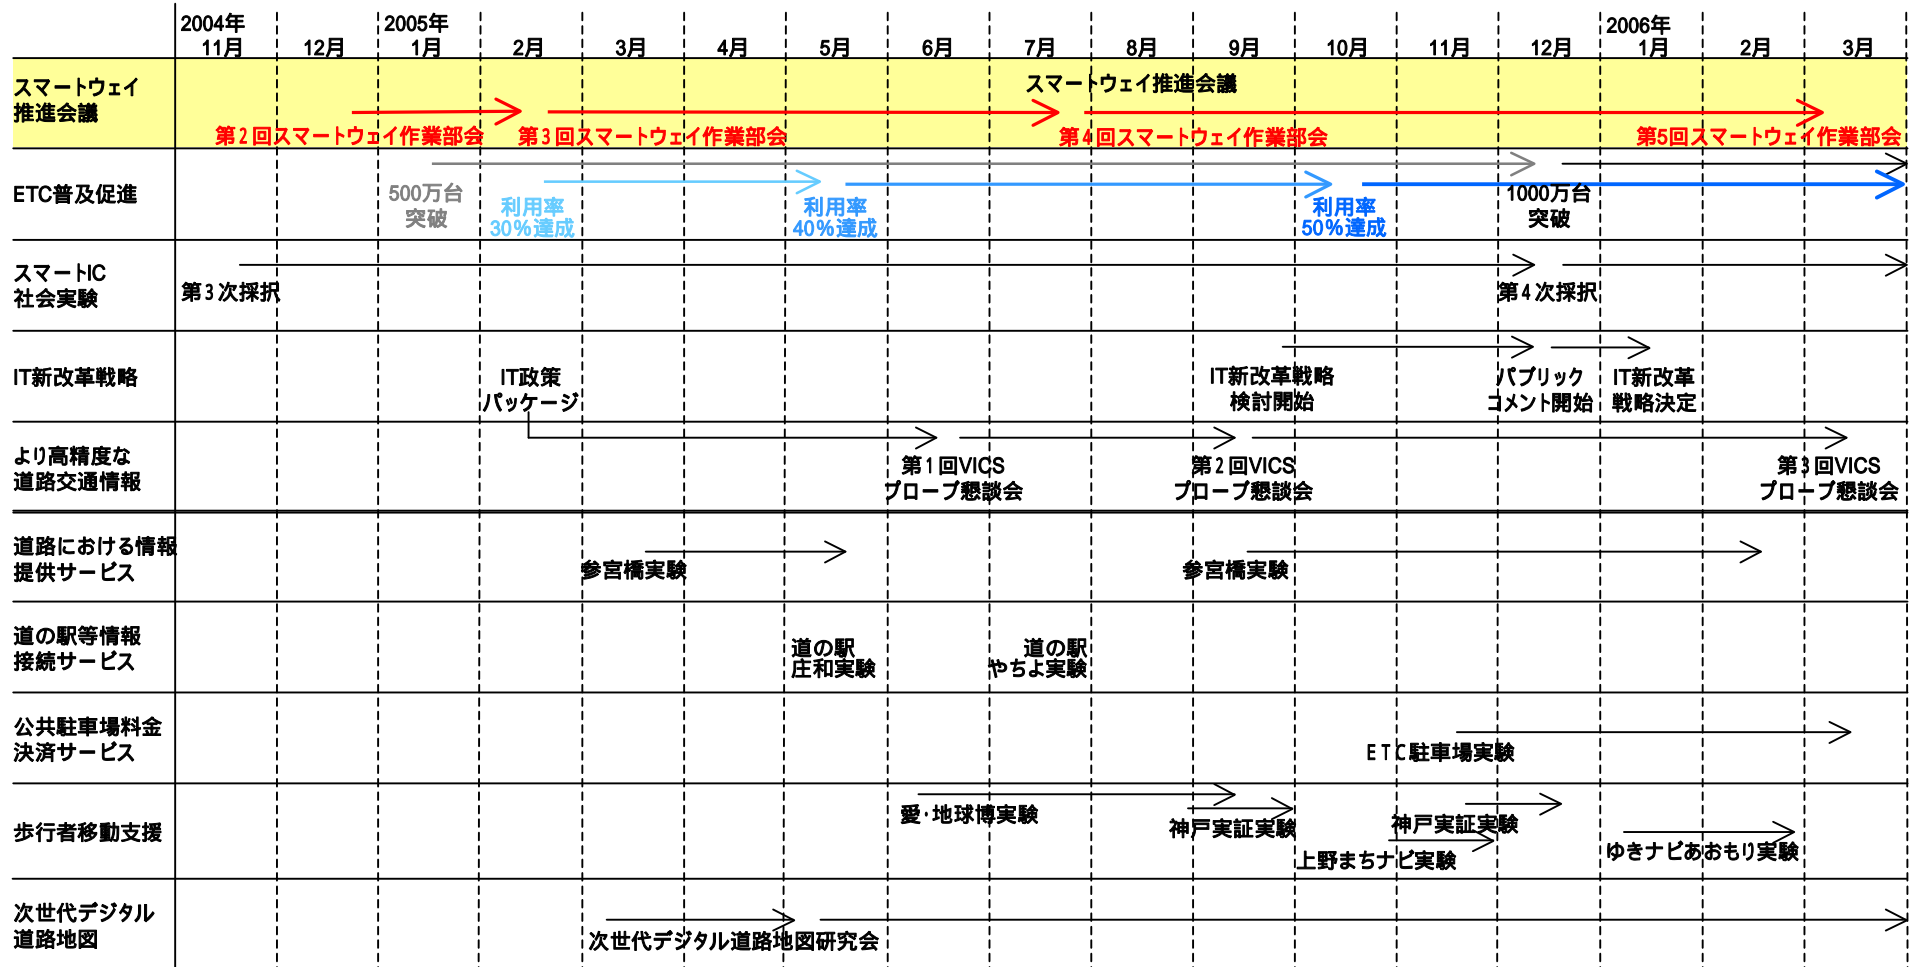 2004年
2005年
2006年
11月 12月 1月 2月 3月 4月 5月 6月 7月 8月 9月 10月 11月 12月 1月 2月 3月
スマートウェイ
推進会議
スマートウェイ推進会議
第2回スマートウェイ作業部会
第3回スマートウェイ作業部会
第4回スマートウェイ作業部会
第5回スマートウェイ作業部会
ETC普及促進
500万台
突破
利用率
30%達成
利用率
40%達成
利用率
50%達成
1000万台
突破
スマートIC
社会実験
第3次採択
第4次採択
IT新改革戦略
IT政策
パッケージ
IT新改革戦略
検討開始
パブリック
コメント開始
IT新改革
戦略決定
より高精度な
道路交通情報
第1回VICS
プローブ懇談会
第2回VICS
プローブ懇談会
第3回VICS
プローブ懇談会
道路における情報
提供サービス
参宮橋実験
参宮橋実験
道の駅等情報
接続サービス
道の駅
庄和実験
道の駅
やちよ実験
公共駐車場料金
決済サービス
ETC駐車場実験
歩行者移動支援
愛・地球博実験
神戸実証実験
神戸実証実験
上野まちナビ実験
ゆきナビあおもり実験
次世代デジタル
道路地図
次世代デジタル道路地図研究会